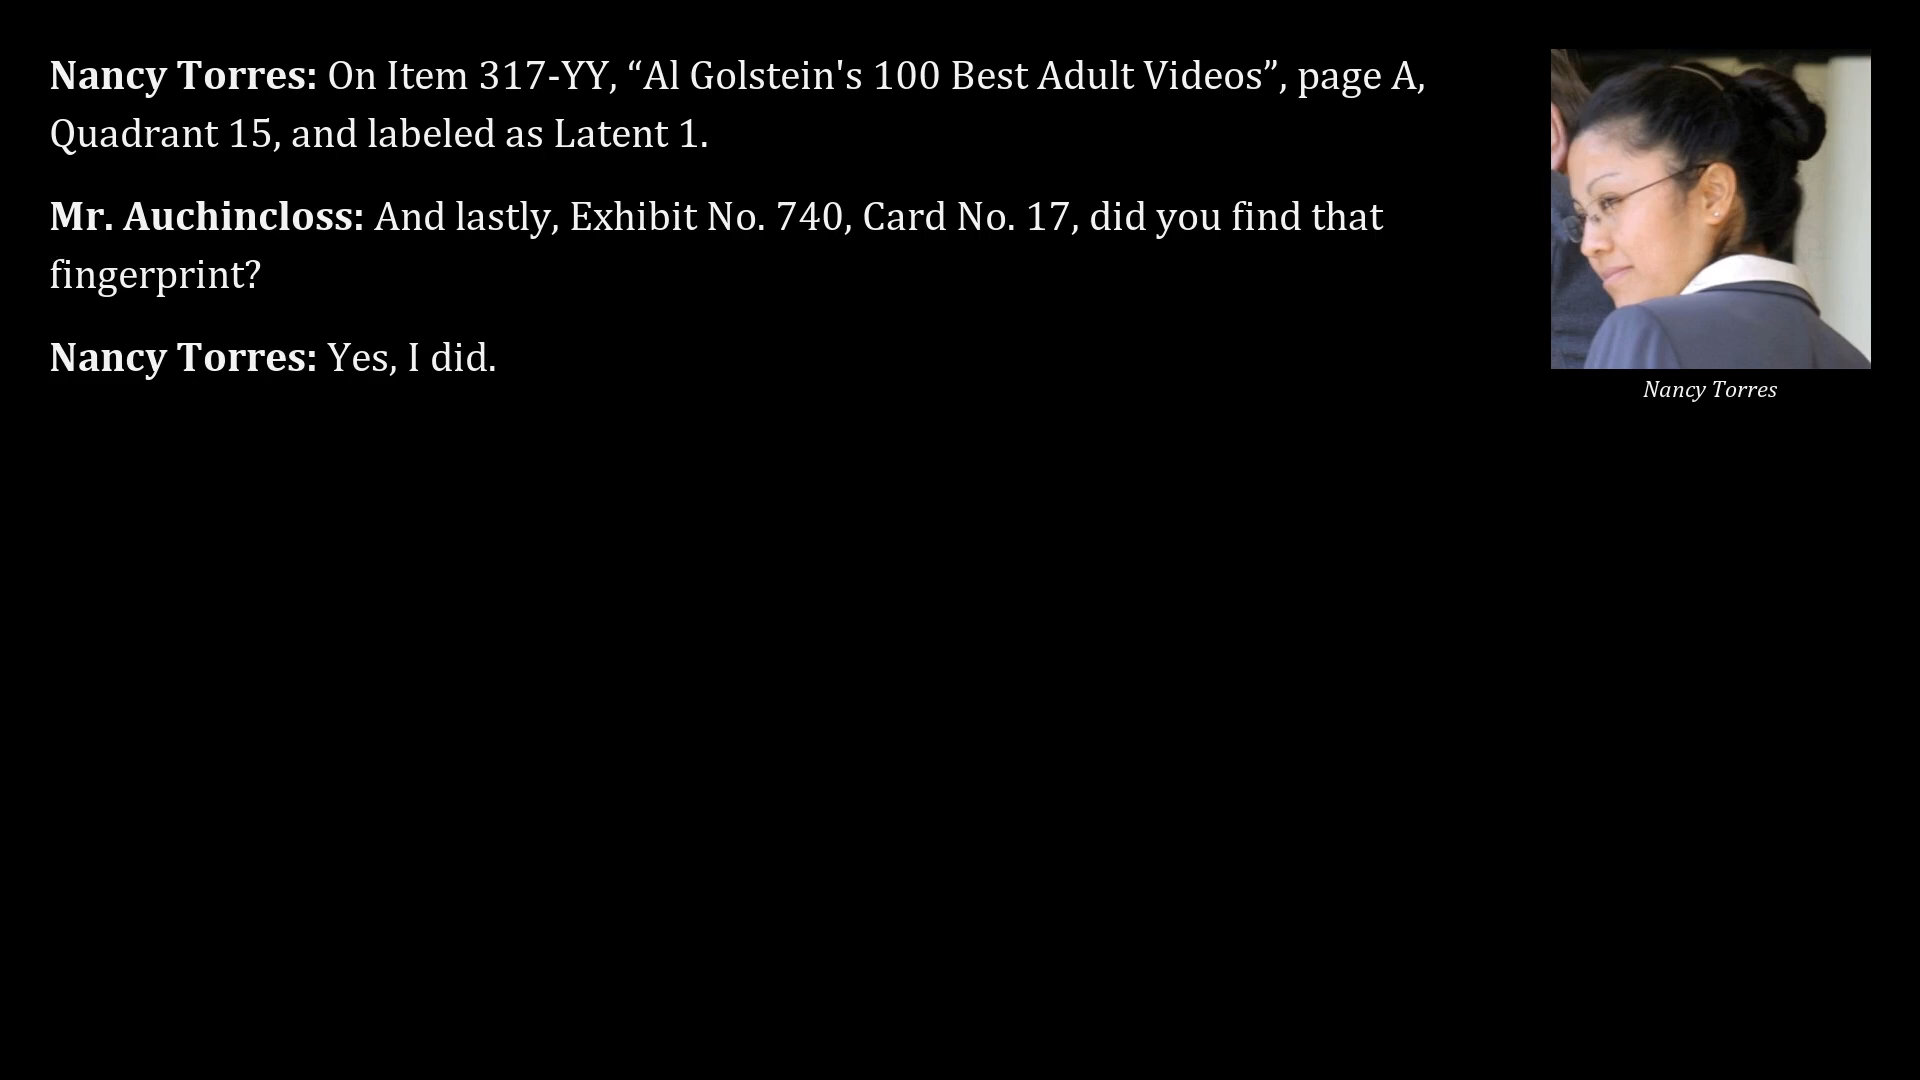 Nancy Torres: On Item 317-YY, “Al Golstein's 100 Best Adult Videos”, page A,
Quadrant 15, and labeled as Latent 1.
Mr. Auchincloss: And lastly, Exhibit No. 740, Card No. 17, did you find that
fingerprint?
Nancy Torres: Yes, I did.
Nancy Torres